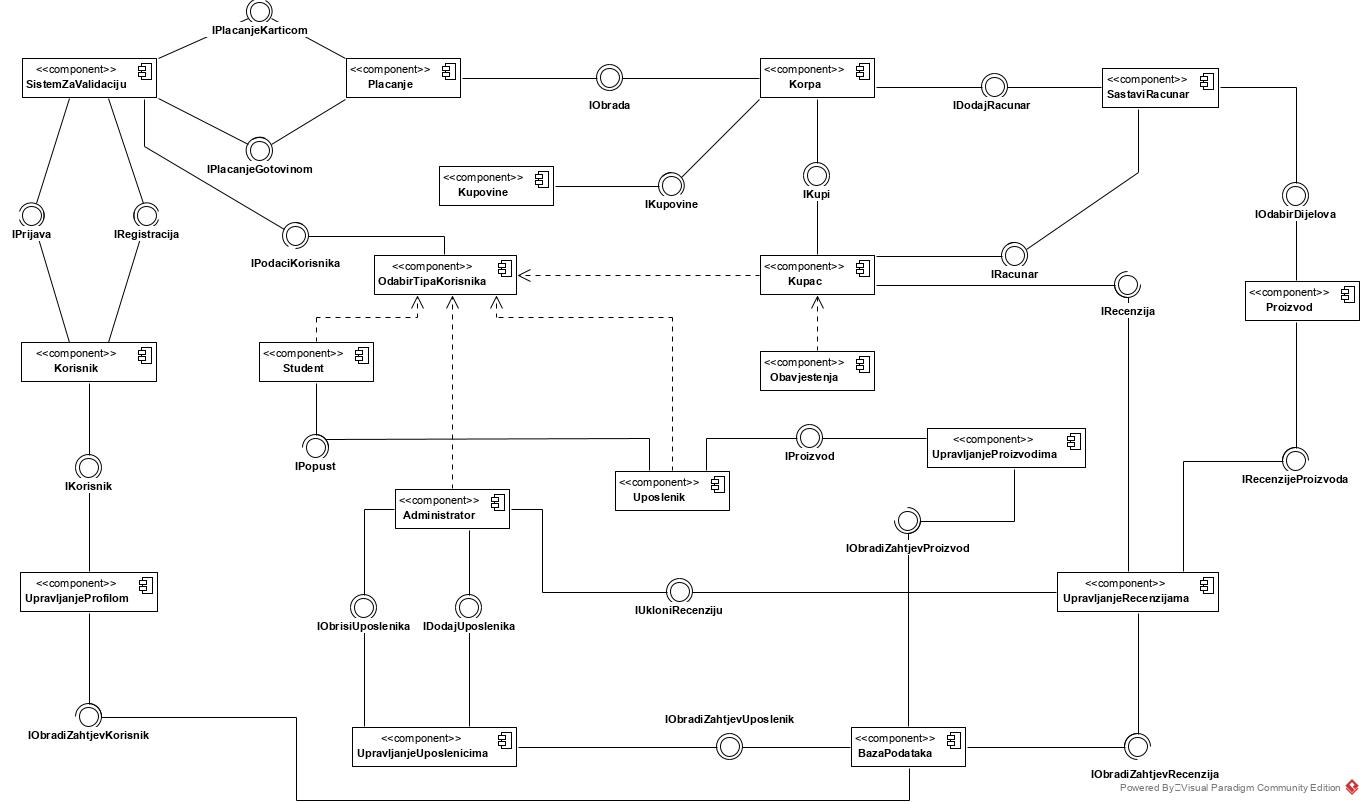 IPlacanjeKarticom
<<component>>
SistemZaValidaciju
<<component>>
Placanje
<<component>>
Korpa
<<component>>
SastaviRacunar
IObrada
IDodajRacunar
IPlacanjeGotovinom
<<component>>
Kupovine
IKupovine
IKupi
IOdabirDijelova
IPrijava
IRegistracija
IPodaciKorisnika
<<component>>
OdabirTipaKorisnika
<<component>>
Kupac
IRacunar
IRecenzija
<<component>>
Proizvod
<<component>>
Korisnik
<<component>>
Student
<<component>>
Obavjestenja
IPopust
IProizvod
<<component>>
UpravljanjeProizvodima
IKorisnik
<<component>>
Uposlenik
IRecenzijeProizvoda
<<component>>
Administrator
IObradiZahtjevProizvod
<<component>>
UpravljanjeProfilom
IObrisiUposlenika
IDodajUposlenika
IUkloniRecenziju
<<component>>
UpravljanjeRecenzijama
IObradiZahtjevKorisnik
<<component>>
UpravljanjeUposlenicima
IObradiZahtjevUposlenik
<<component>>
BazaPodataka
IObradiZahtjevRecenzija
Powered By Visual Paradigm Community Edition